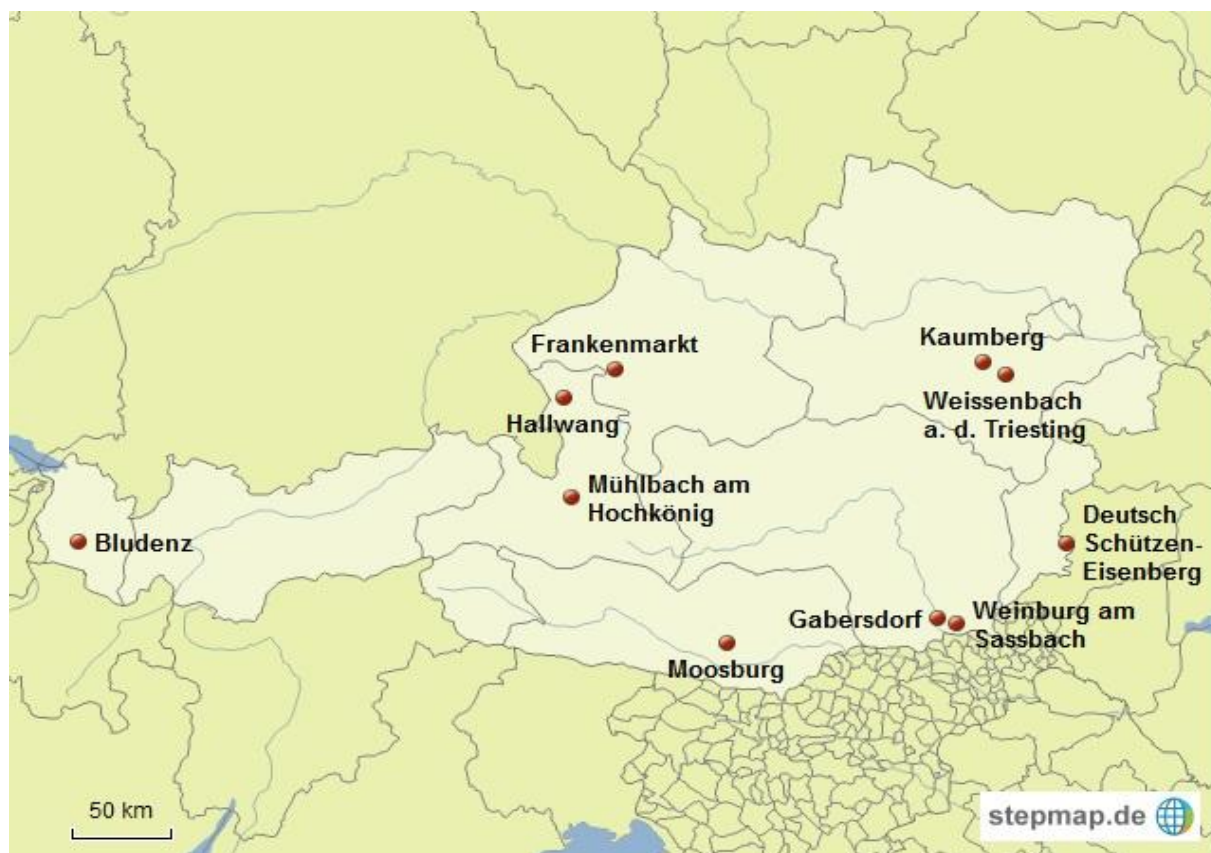 Frankenmarkt
Kaumberg
Hallwang
Weissenbach
a. d. Triesting
Mühlbach am
Hochkönig
Bludenz
Deutsch
Schützen-
Eisenberg
Gabersdorf
Weinburg am
Sassbach
Moosburg
50 km
stepmap.de